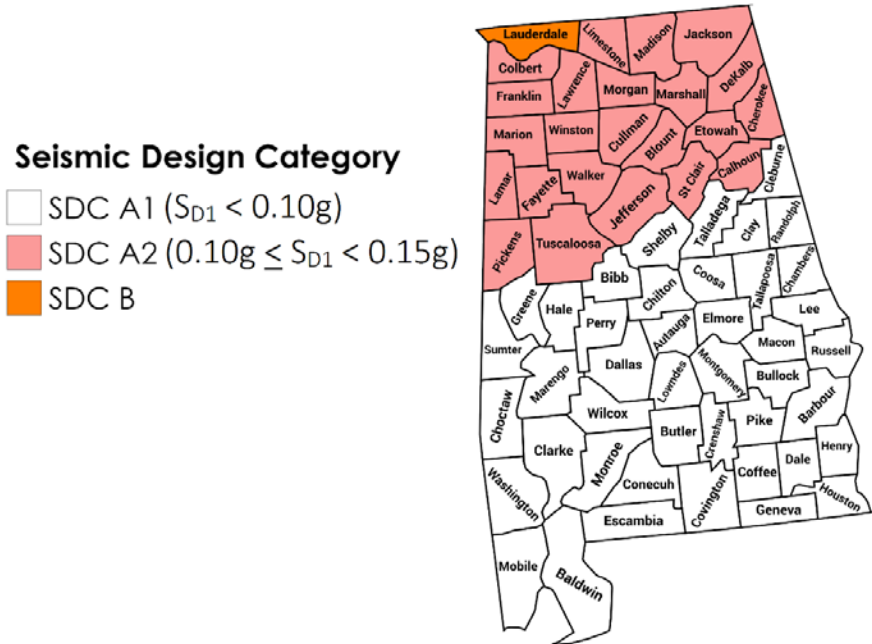 Seismic Design Category
SDC A1 (S_D1 < 0.10g)
SDC A2 (0.10g ≤ S_D1 < 0.15g)
SDC B
Lauderdale
Limestone
Madison
Jackson
Colbert
Lawrence
Franklin
Morgan
Marshall
DeKalb
Cherokee
Marion
Winston
Cullman
Blount
Etowah
Lamar
Fayette
Walker
Jefferson
St Clair
Calhoun
Cleburne
Pickens
Tuscaloosa
Shelby
Talladega
Clay
Randolph
Bibb
Chilton
Coosa
Tallapoosa
Chambers
Greene
Hale
Perry
Autauga
Elmore
Lee
Sumter
Marengo
Dallas
Lowndes
Montgomery
Macon
Russell
Bullock
Choctaw
Wilcox
Butler
Crenshaw
Pike
Barbour
Clarke
Monroe
Conecuh
Covington
Coffee
Dale
Henry
Washington
Escambia
Geneva
Houston
Mobile
Baldwin